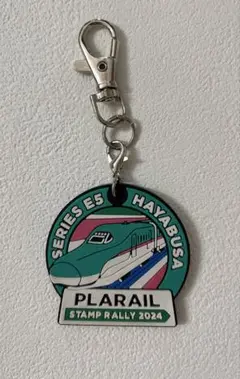 SERIES E5 HAYABUSA
PLARAIL
STAMP RALLY 2024